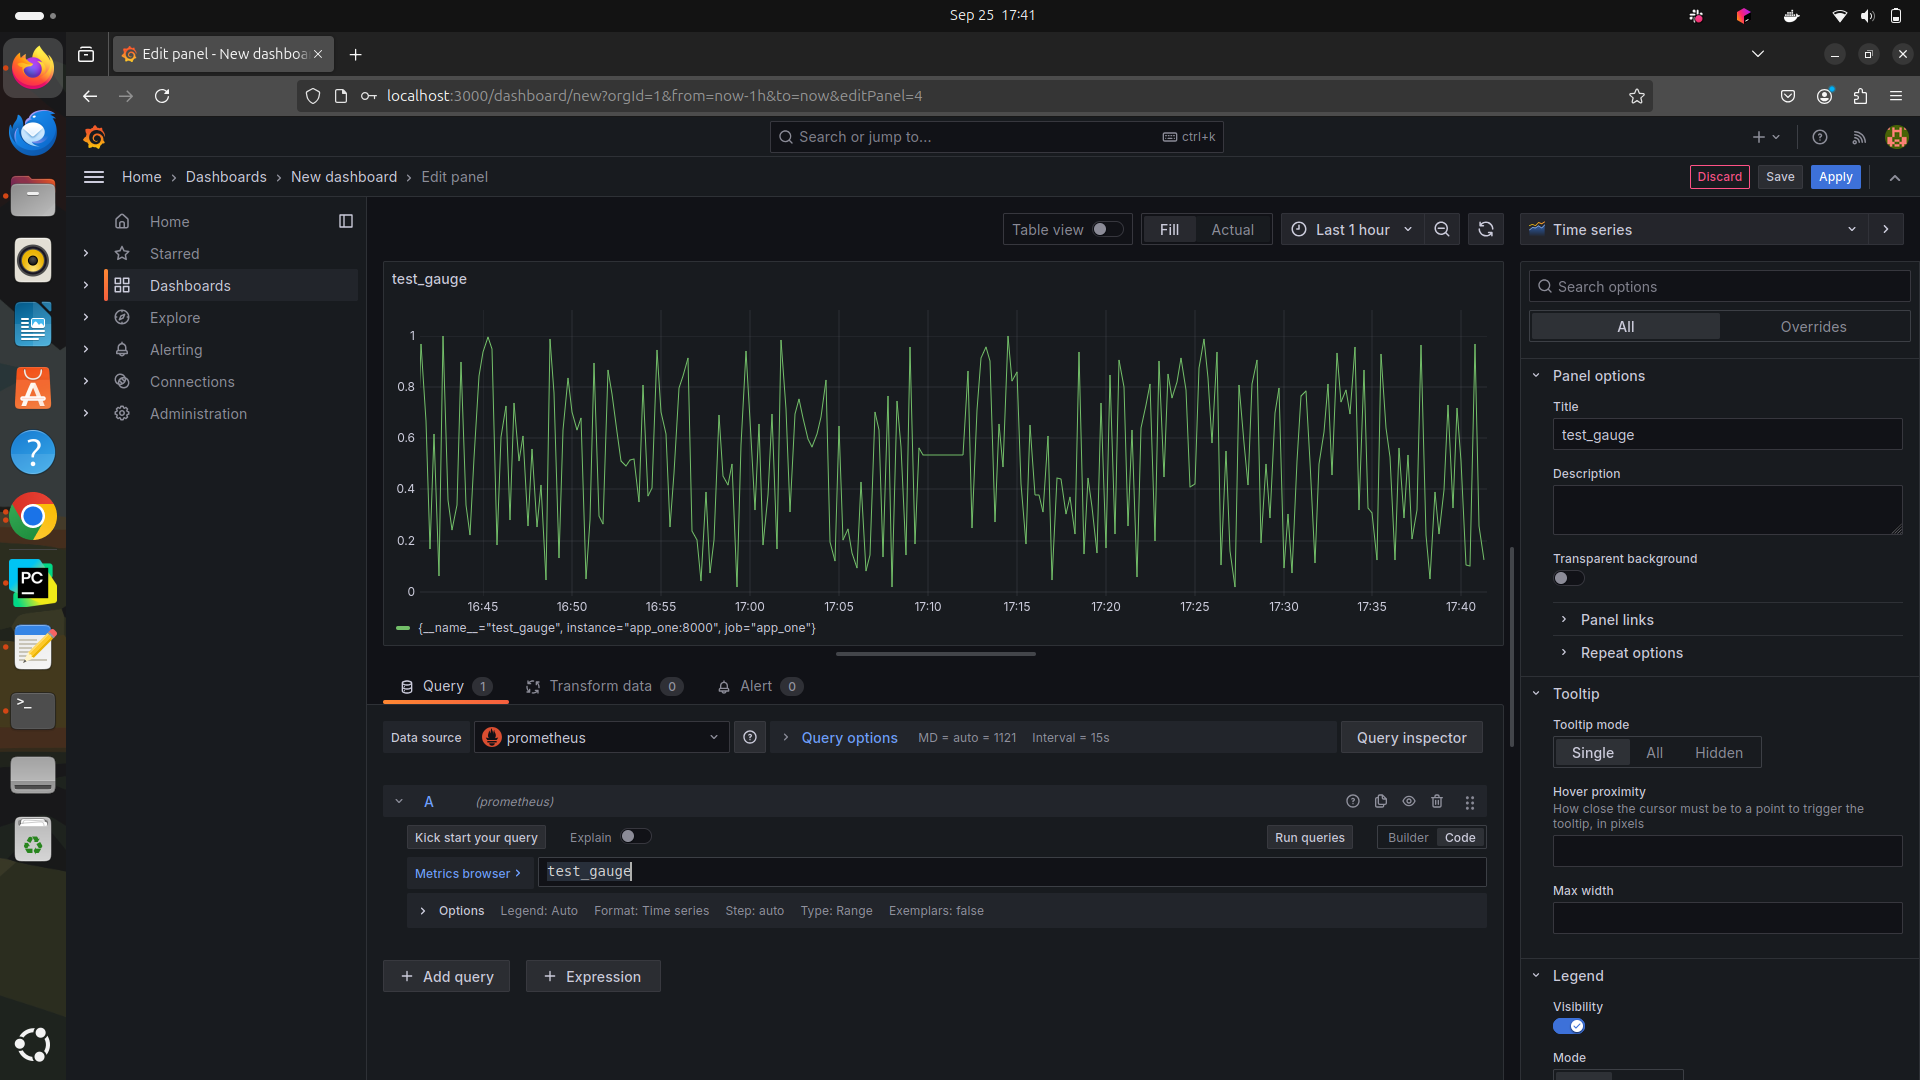 Sep 25 17:41
Edit panel - New dashboa
localhost:3000/dashboard/new?orgId=1&from=now-1h&to=now&editPanel=4
Search or jump to...
ctrl+k
Home › Dashboards › New dashboard › Edit panel
Discard
Save
Apply
Home
Starred
Dashboards
Explore
Alerting
Connections
Administration
Table view
Fill
Actual
Last 1 hour
Time series
test_gauge
1
0.8
0.6
0.4
0.2
0
16:45
16:50
16:55
17:00
17:05
17:10
17:15
17:20
17:25
17:30
17:35
17:40
{__name__="test_gauge", instance="app_one:8000", job="app_one"}
Query 1
Transform data 0
Alert 0
Data source
prometheus
Query options
MD = auto = 1121
Interval = 15s
Query inspector
A
(prometheus)
Kick start your query
Explain
Run queries
Builder
Code
Metrics browser >
test_gauge
Options
Legend: Auto
Format: Time series
Step: auto
Type: Range
Exemplars: false
+ Add query
+ Expression
Search options
All
Overrides
Panel options
Title
test_gauge
Description
Transparent background
Panel links
Repeat options
Tooltip
Tooltip mode
Single
All
Hidden
Hover proximity
How close the cursor must be to a point to trigger the
tooltip, in pixels
Max width
Legend
Visibility
Mode
PC
>_
?